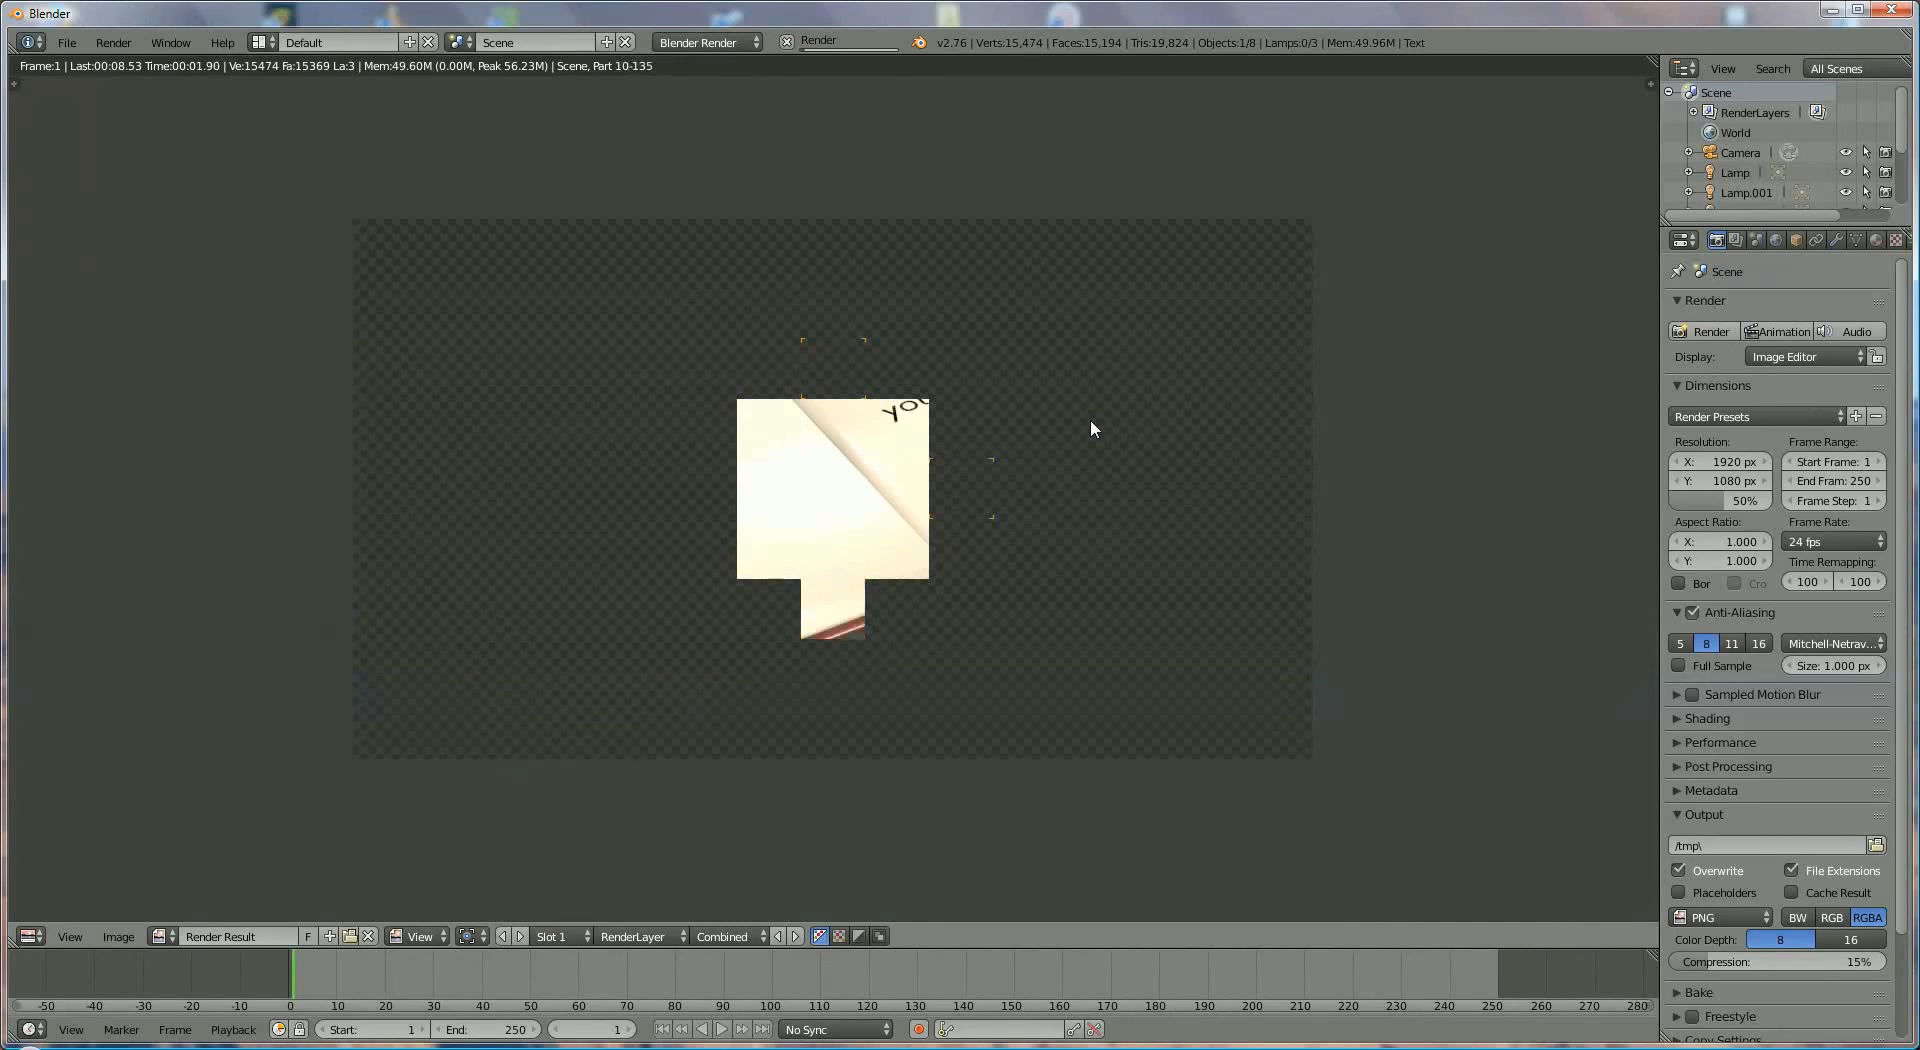 Blender
File Render Window Help Default Scene Blender Render Render v2.76 | Verts:15,474 | Faces:15,194 | Tris:19,824 | Objects:1/8 | Lamps:0/3 | Mem:49.96M | Text
Frame:1 | Last:00:08.53 Time:00:01.90 | Ve:15474 Fa:15369 La:3 | Mem:49.60M (0.00M, Peak 56.23M) | Scene, Part 10-135
View Search All Scenes
Scene
RenderLayers
World
Camera
Lamp
Lamp.001
Scene
Render
Render Animation Audio
Display: Image Editor
Dimensions
Render Presets
Resolution: Frame Range:
X: 1920 px Start Frame: 1
Y: 1080 px End Fram: 250
50% Frame Step: 1
Aspect Ratio: Frame Rate:
X: 1.000 24 fps
Y: 1.000 Time Remapping:
Bor Cro 100 100
Anti-Aliasing
5 8 11 16 Mitchell-Netrav...
Full Sample Size: 1.000 px
Sampled Motion Blur
Shading
Performance
Post Processing
Metadata
Output
/tmp\
Overwrite File Extensions
Placeholders Cache Result
PNG BW RGB RGBA
Color Depth: 8 16
Compression: 15%
Bake
Freestyle
View Image Render Result F View Slot 1 RenderLayer Combined
-50 -40 -30 -20 -10 0 10 20 30 40 50 60 70 80 90 100 110 120 130 140 150 160 170 180 190 200 210 220 230 240 250 260 270 280
View Marker Frame Playback Start: 1 End: 250 1 No Sync